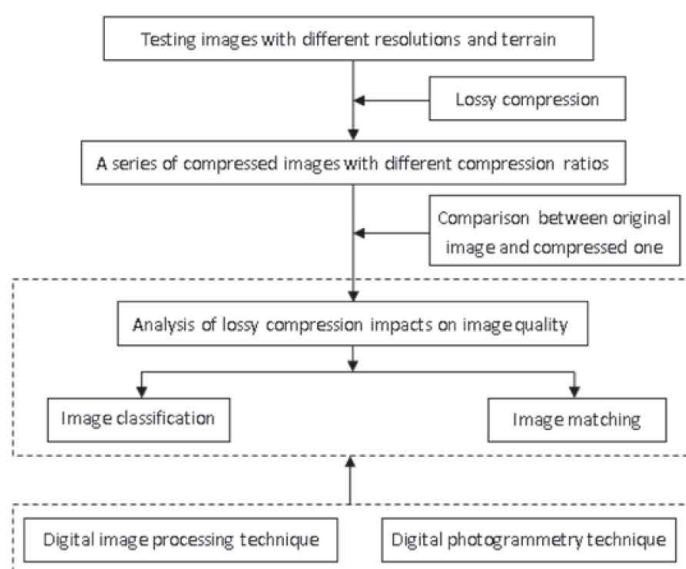 Testing images with different resolutions and terrain
Lossy compression
A series of compressed images with different compression ratios
Comparison between original
image and compressed one
Analysis of lossy compression impacts on image quality
Image classification
Image matching
Digital image processing technique
Digital photogrammetry technique